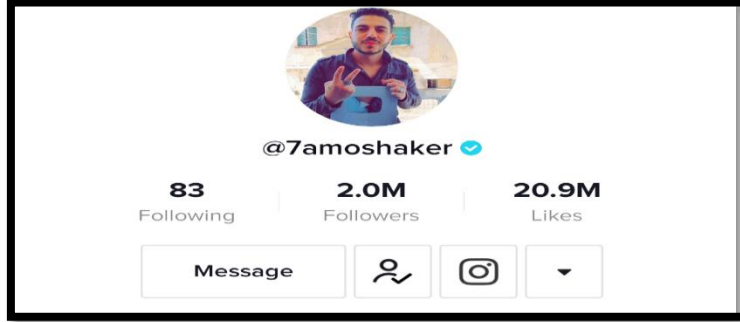 @7amoshaker
83 2.0M 20.9M
Following Followers Likes
Message